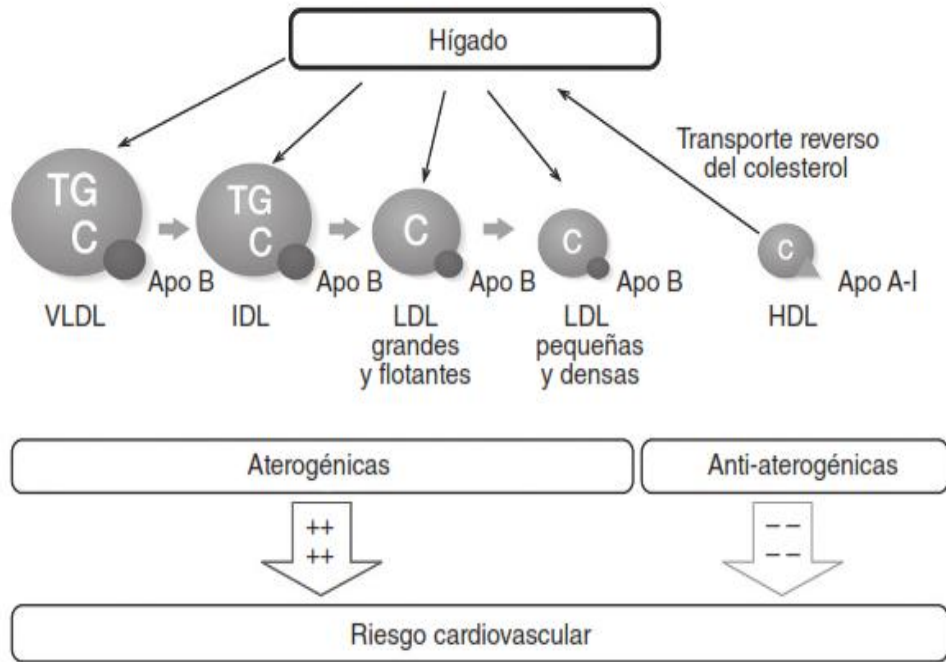 Hígado
Transporte reverso
del colesterol
TG
C
TG
C
C
C
C
Apo B
Apo B
Apo B
Apo B
Apo A-I
VLDL
IDL
LDL
grandes
y flotantes
LDL
pequeñas
y densas
HDL
Aterogénicas
Anti-aterogénicas
++
++
– –
– –
Riesgo cardiovascular